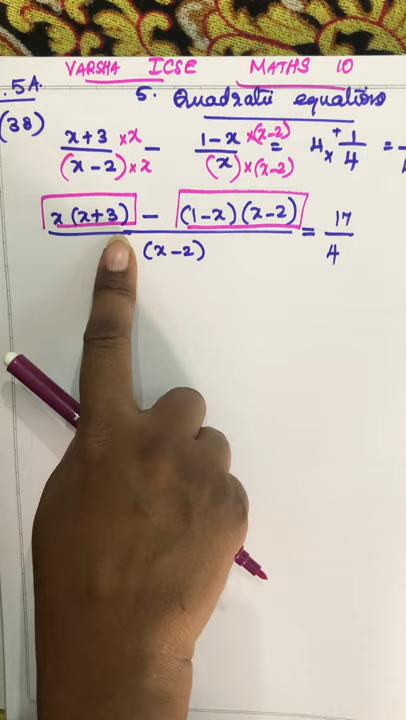 VARSHA ICSE MATHS 10
. 5A. 5. Quadratic equations
(38)
x+3 ×x / (x-2) ×x - 1-x ×(x-2) / (x) ×(x-2) = 4 + × 1/4 =
x(x+3) - (1-x)(x-2) / (x-2) = 17/4